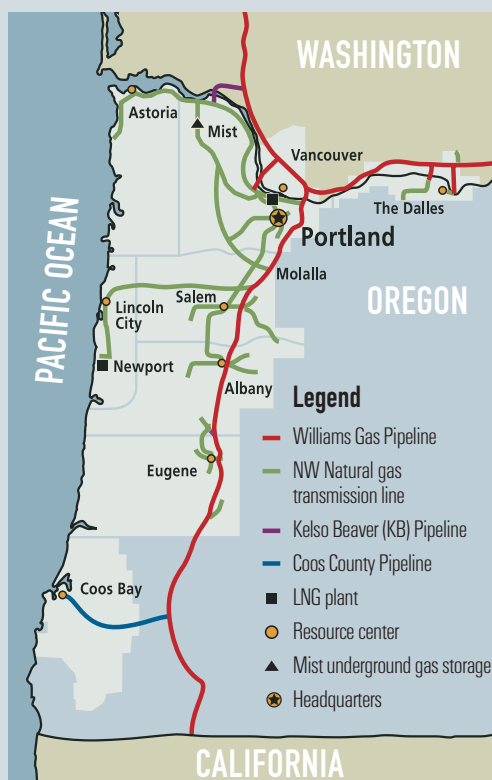 WASHINGTON
Astoria
Mist
Vancouver
The Dalles
Portland
Molalla
PACIFIC OCEAN
OREGON
Lincoln
City
Salem
Newport
Albany
Eugene
Coos Bay
Legend
Williams Gas Pipeline
NW Natural gas
transmission line
Kelso Beaver (KB) Pipeline
Coos County Pipeline
LNG plant
Resource center
Mist underground gas storage
Headquarters
CALIFORNIA